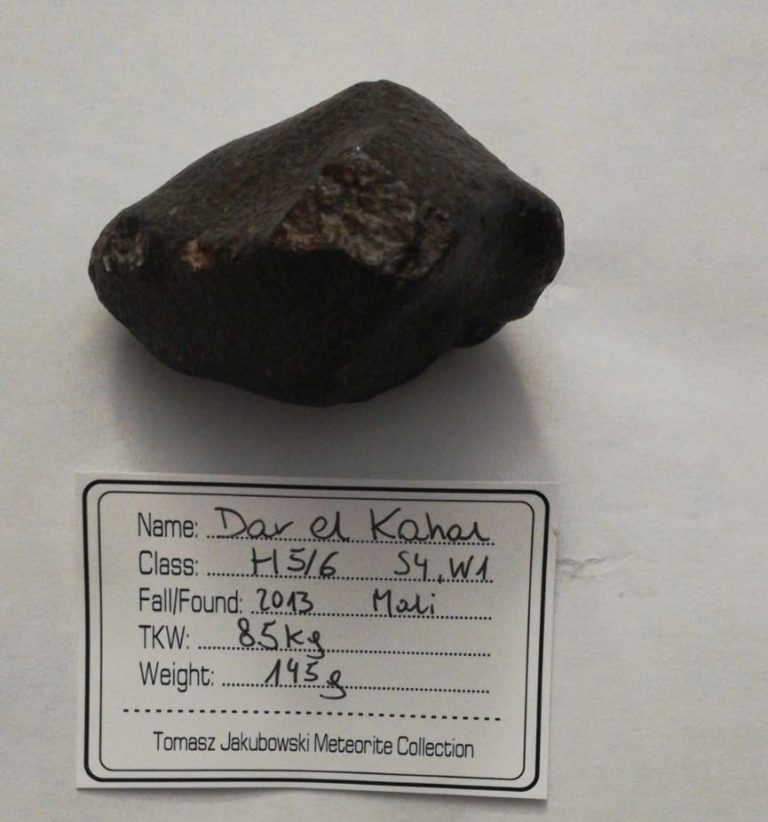 Name: Dar el Kahal
Class: H5/6 S4, W1
Fall/Found: 2013 Mali
TKW: 85kg
Weight: 145g
Tomasz Jakubowski Meteorite Collection